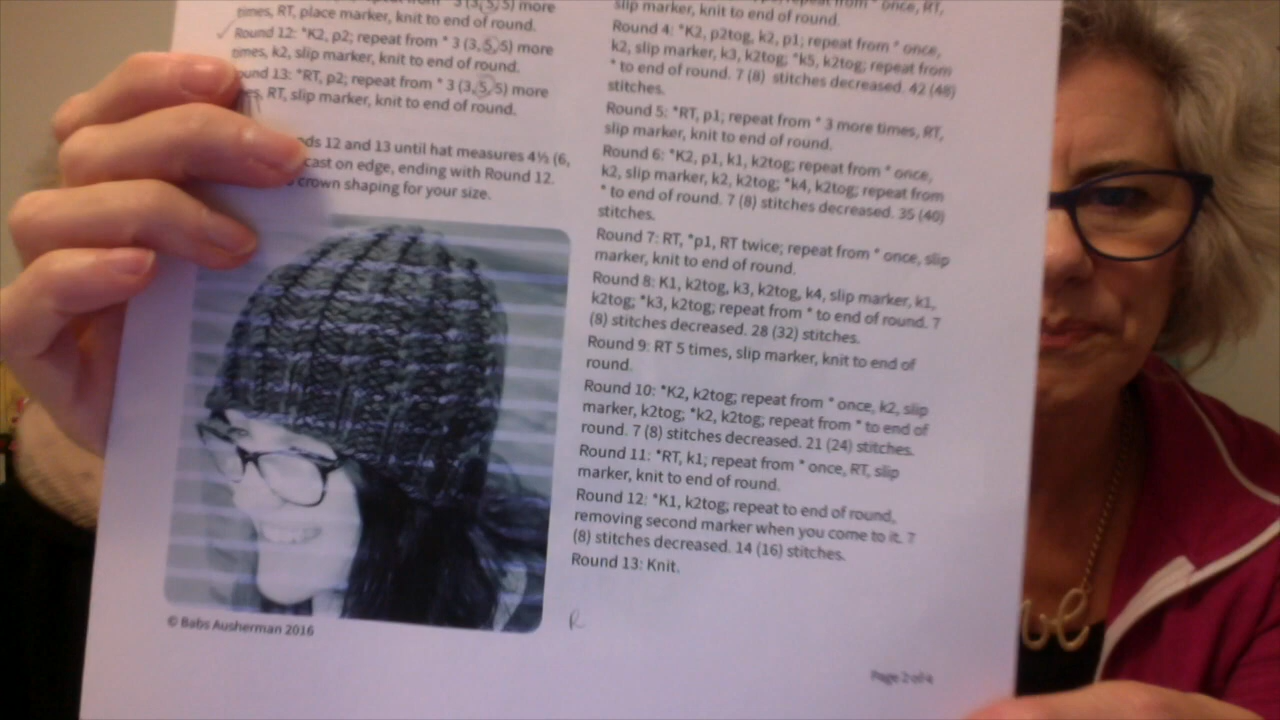 times, RT, place marker, knit to end of round.
Round 12: *K2, p2; repeat from * 3 (3, 5, 5) more
times, k2, slip marker, knit to end of round.
ound 13: *RT, p2; repeat from * 3 (3, 5, 5) more
es, RT, slip marker, knit to end of round.
ds 12 and 13 until hat measures 4½ (6,
cast on edge, ending with Round 12.
crown shaping for your size.
© Babs Ausherman 2016
slip marker, knit to end of round.
Round 4: *K2, p2tog, k2, p1; repeat from * once,
k2, slip marker, k3, k2tog; *k5, k2tog; repeat from
* to end of round. 7 (8) stitches decreased. 42 (48)
stitches.
Round 5: *RT, p1; repeat from * 3 more times, RT,
slip marker, knit to end of round.
Round 6: *K2, p1, k1, k2tog; repeat from * once,
k2, slip marker, k2, k2tog; *k4, k2tog; repeat from
* to end of round. 7 (8) stitches decreased. 35 (40)
stitches.
Round 7: RT, *p1, RT twice; repeat from * once, slip
marker, knit to end of round.
Round 8: K1, k2tog, k3, k2tog, k4, slip marker, k1,
k2tog; *k3, k2tog; repeat from * to end of round. 7
(8) stitches decreased. 28 (32) stitches.
Round 9: RT 5 times, slip marker, knit to end of
round.
Round 10: *K2, k2tog; repeat from * once, k2, slip
marker, k2tog; *k2, k2tog; repeat from * to end of
round. 7 (8) stitches decreased. 21 (24) stitches.
Round 11: *RT, k1; repeat from * once, RT, slip
marker, knit to end of round.
Round 12: *K1, k2tog; repeat to end of round,
removing second marker when you come to it. 7
(8) stitches decreased. 14 (16) stitches.
Round 13: Knit.
R
Page 2 of 4